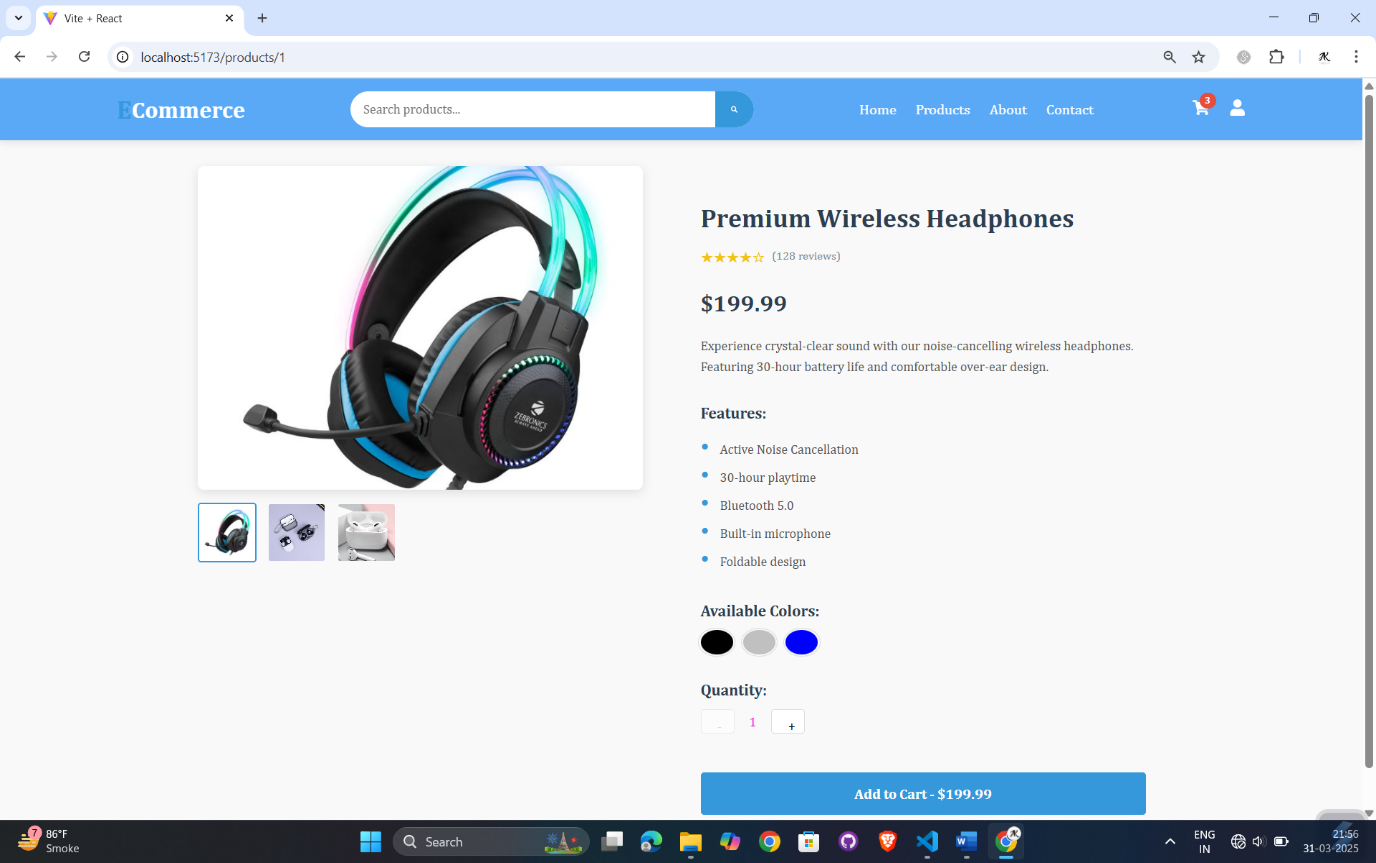 Vite + React
localhost:5173/products/1
ECommerce
Search products...
Home Products About Contact
3
Premium Wireless Headphones
★★★★☆ (128 reviews)
$199.99
Experience crystal-clear sound with our noise-cancelling wireless headphones.
Featuring 30-hour battery life and comfortable over-ear design.
ZEBRONICS
Features:
Active Noise Cancellation
30-hour playtime
Bluetooth 5.0
Built-in microphone
Foldable design
Available Colors:
Quantity:
- 1 +
Add to Cart - $199.99
7
86°F
Smoke
Search
ENG
IN
21:56
31-03-2025